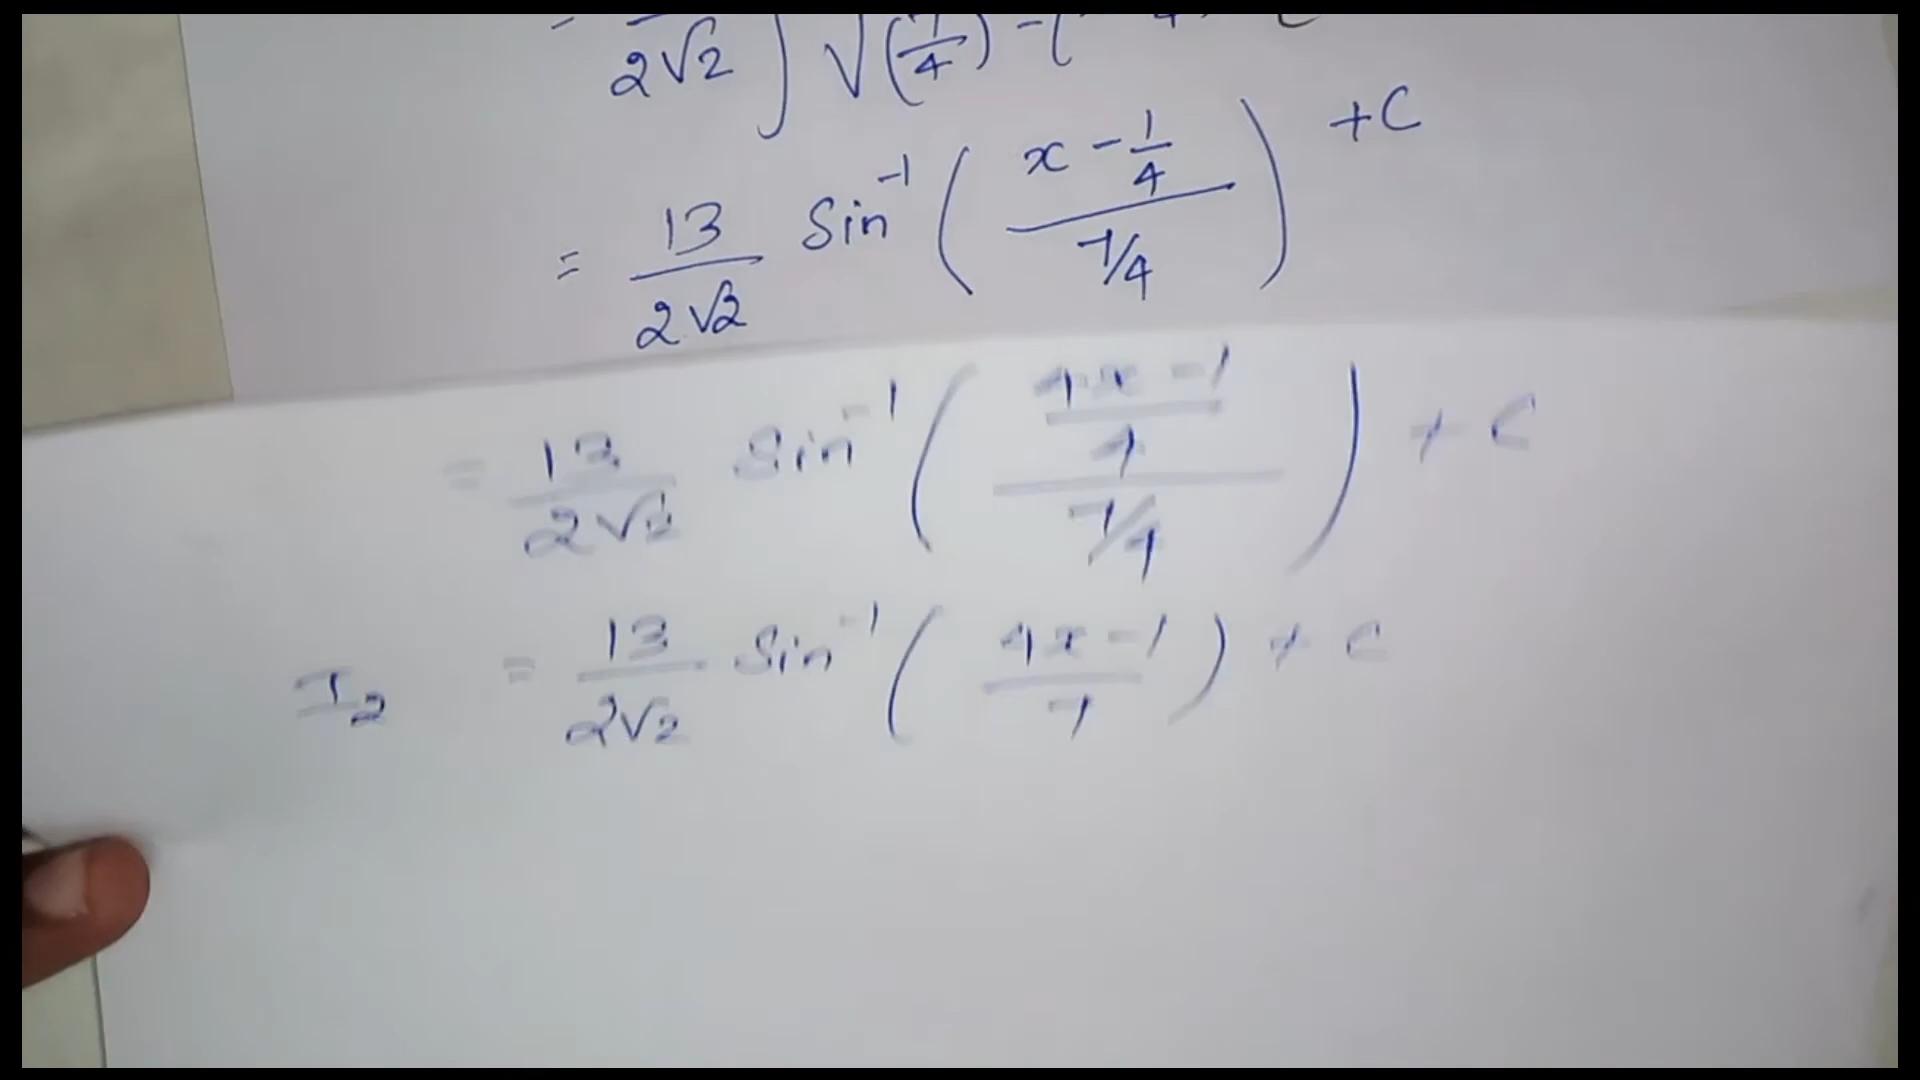 = 2√2 ∫ √(7/4) - (
= 13/2√2 Sin⁻¹ ( (x - 1/4) / (7/4) ) + C
= 13/2√2 Sin⁻¹ ( ((4x - 1)/4) / (7/4) ) + C
I₂ = 13/2√2 Sin⁻¹ ( (4x - 1)/7 ) + C